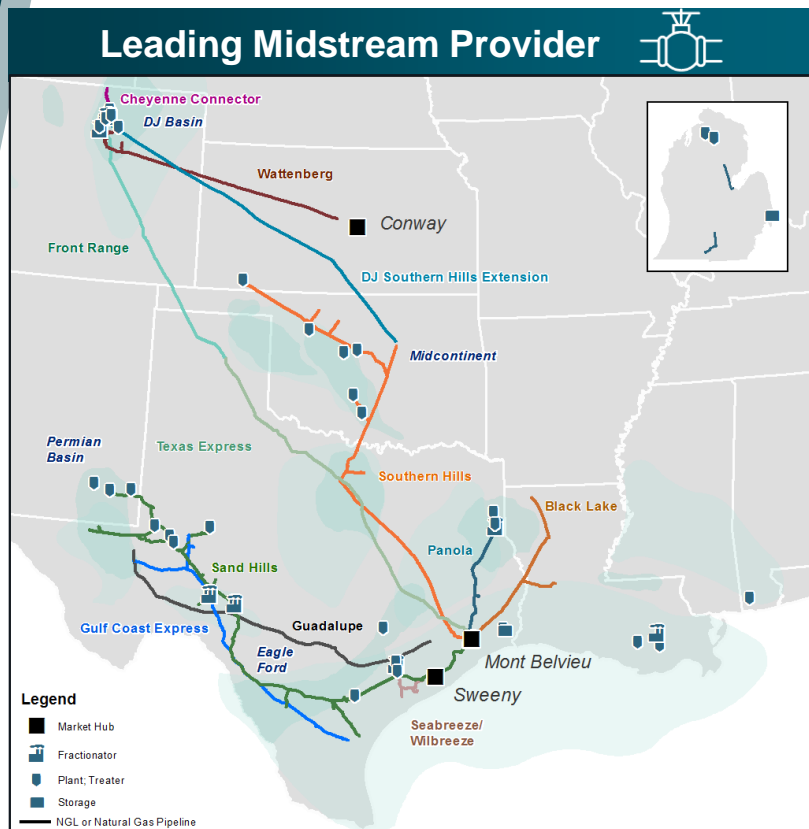 Leading Midstream Provider
Cheyenne Connector
DJ Basin
Wattenberg
Conway
Front Range
DJ Southern Hills Extension
Midcontinent
Permian
Basin
Texas Express
Southern Hills
Black Lake
Panola
Sand Hills
Gulf Coast Express
Guadalupe
Eagle
Ford
Mont Belvieu
Sweeny
Seabreeze/
Wilbreeze
Legend
Market Hub
Fractionator
Plant; Treater
Storage
NGL or Natural Gas Pipeline